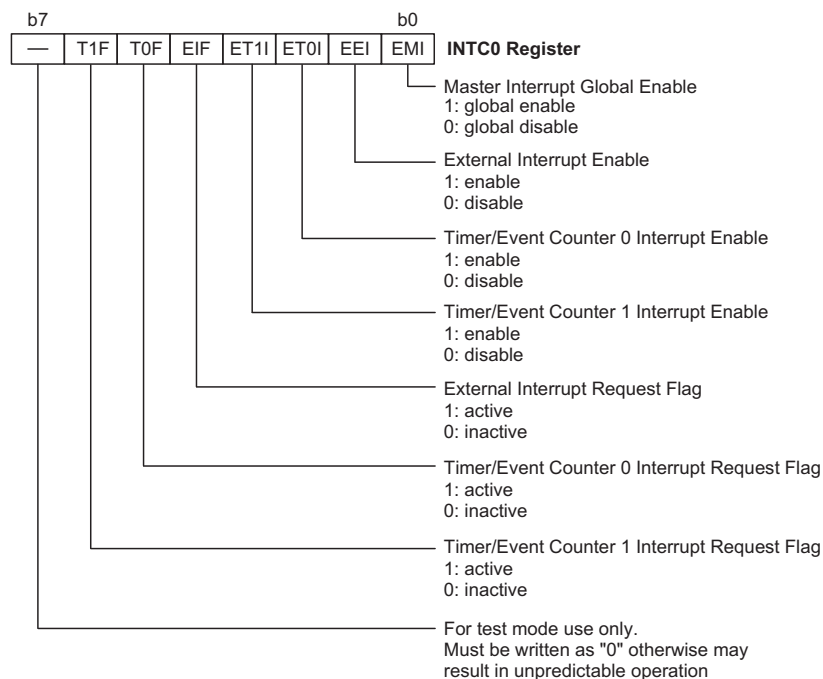 b7 b0
— T1F T0F EIF ET1I ET0I EEI EMI INTC0 Register
Master Interrupt Global Enable
1: global enable
0: global disable
External Interrupt Enable
1: enable
0: disable
Timer/Event Counter 0 Interrupt Enable
1: enable
0: disable
Timer/Event Counter 1 Interrupt Enable
1: enable
0: disable
External Interrupt Request Flag
1: active
0: inactive
Timer/Event Counter 0 Interrupt Request Flag
1: active
0: inactive
Timer/Event Counter 1 Interrupt Request Flag
1: active
0: inactive
For test mode use only.
Must be written as "0" otherwise may
result in unpredictable operation